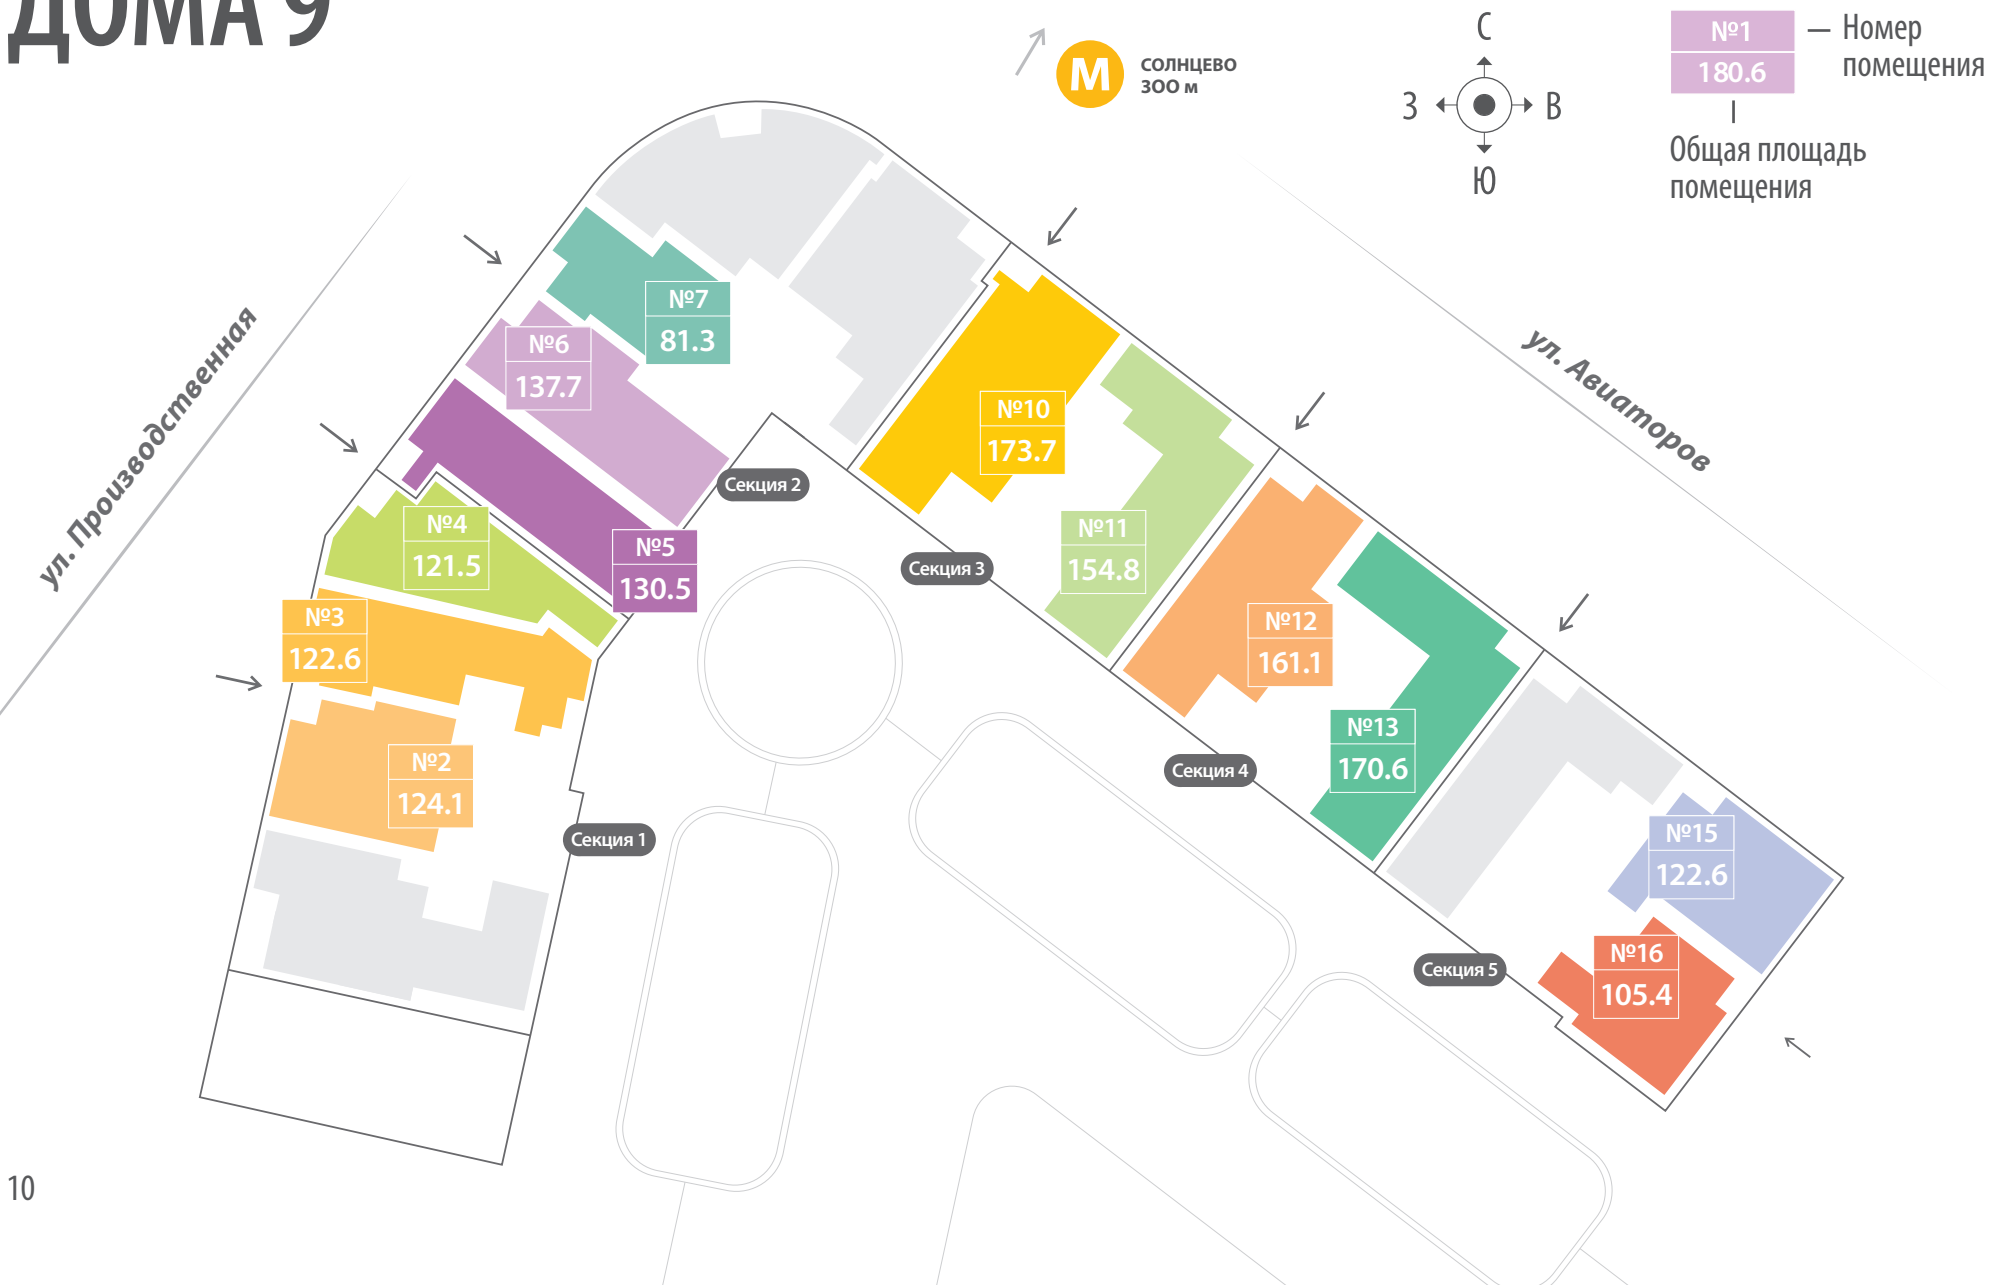 ДОМА 9
М
СОЛНЦЕВО
300 м
С
З
В
Ю
№1
180.6
— Номер
помещения
Общая площадь
помещения
ул. Производственная
ул. Авиаторов
№7
81.3
№6
137.7
№10
173.7
Секция 2
№4
121.5
№5
130.5
№11
154.8
Секция 3
№3
122.6
№12
161.1
№2
124.1
№13
170.6
Секция 4
Секция 1
№15
122.6
№16
105.4
Секция 5
10